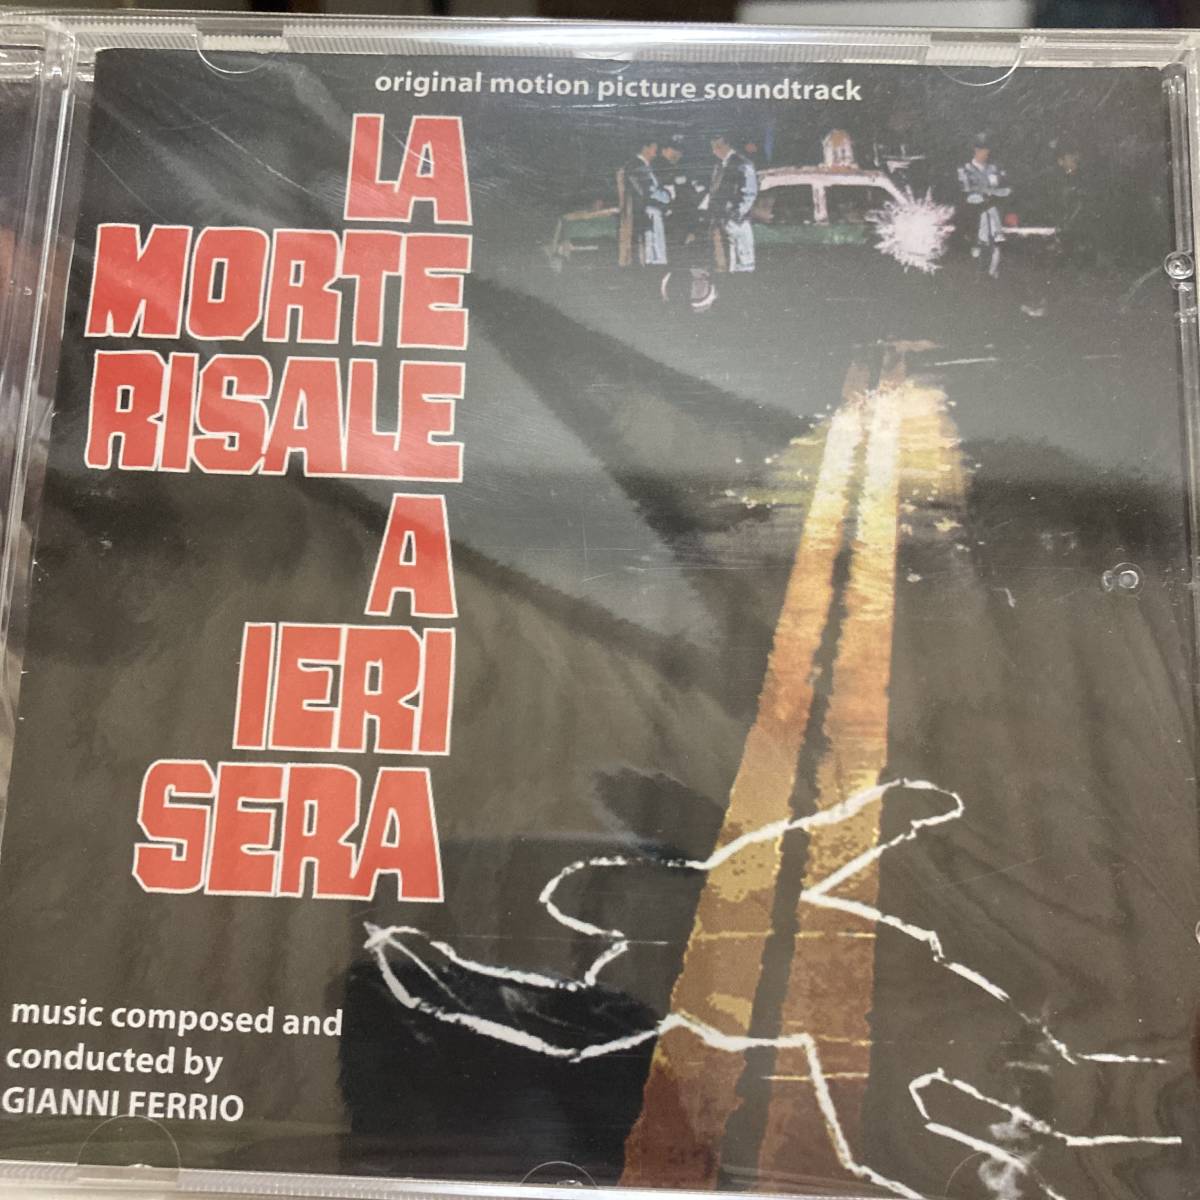 original motion picture soundtrack
LA
MORTE
RISALE
A
IERI
SERA
music composed and
conducted by
GIANNI FERRIO